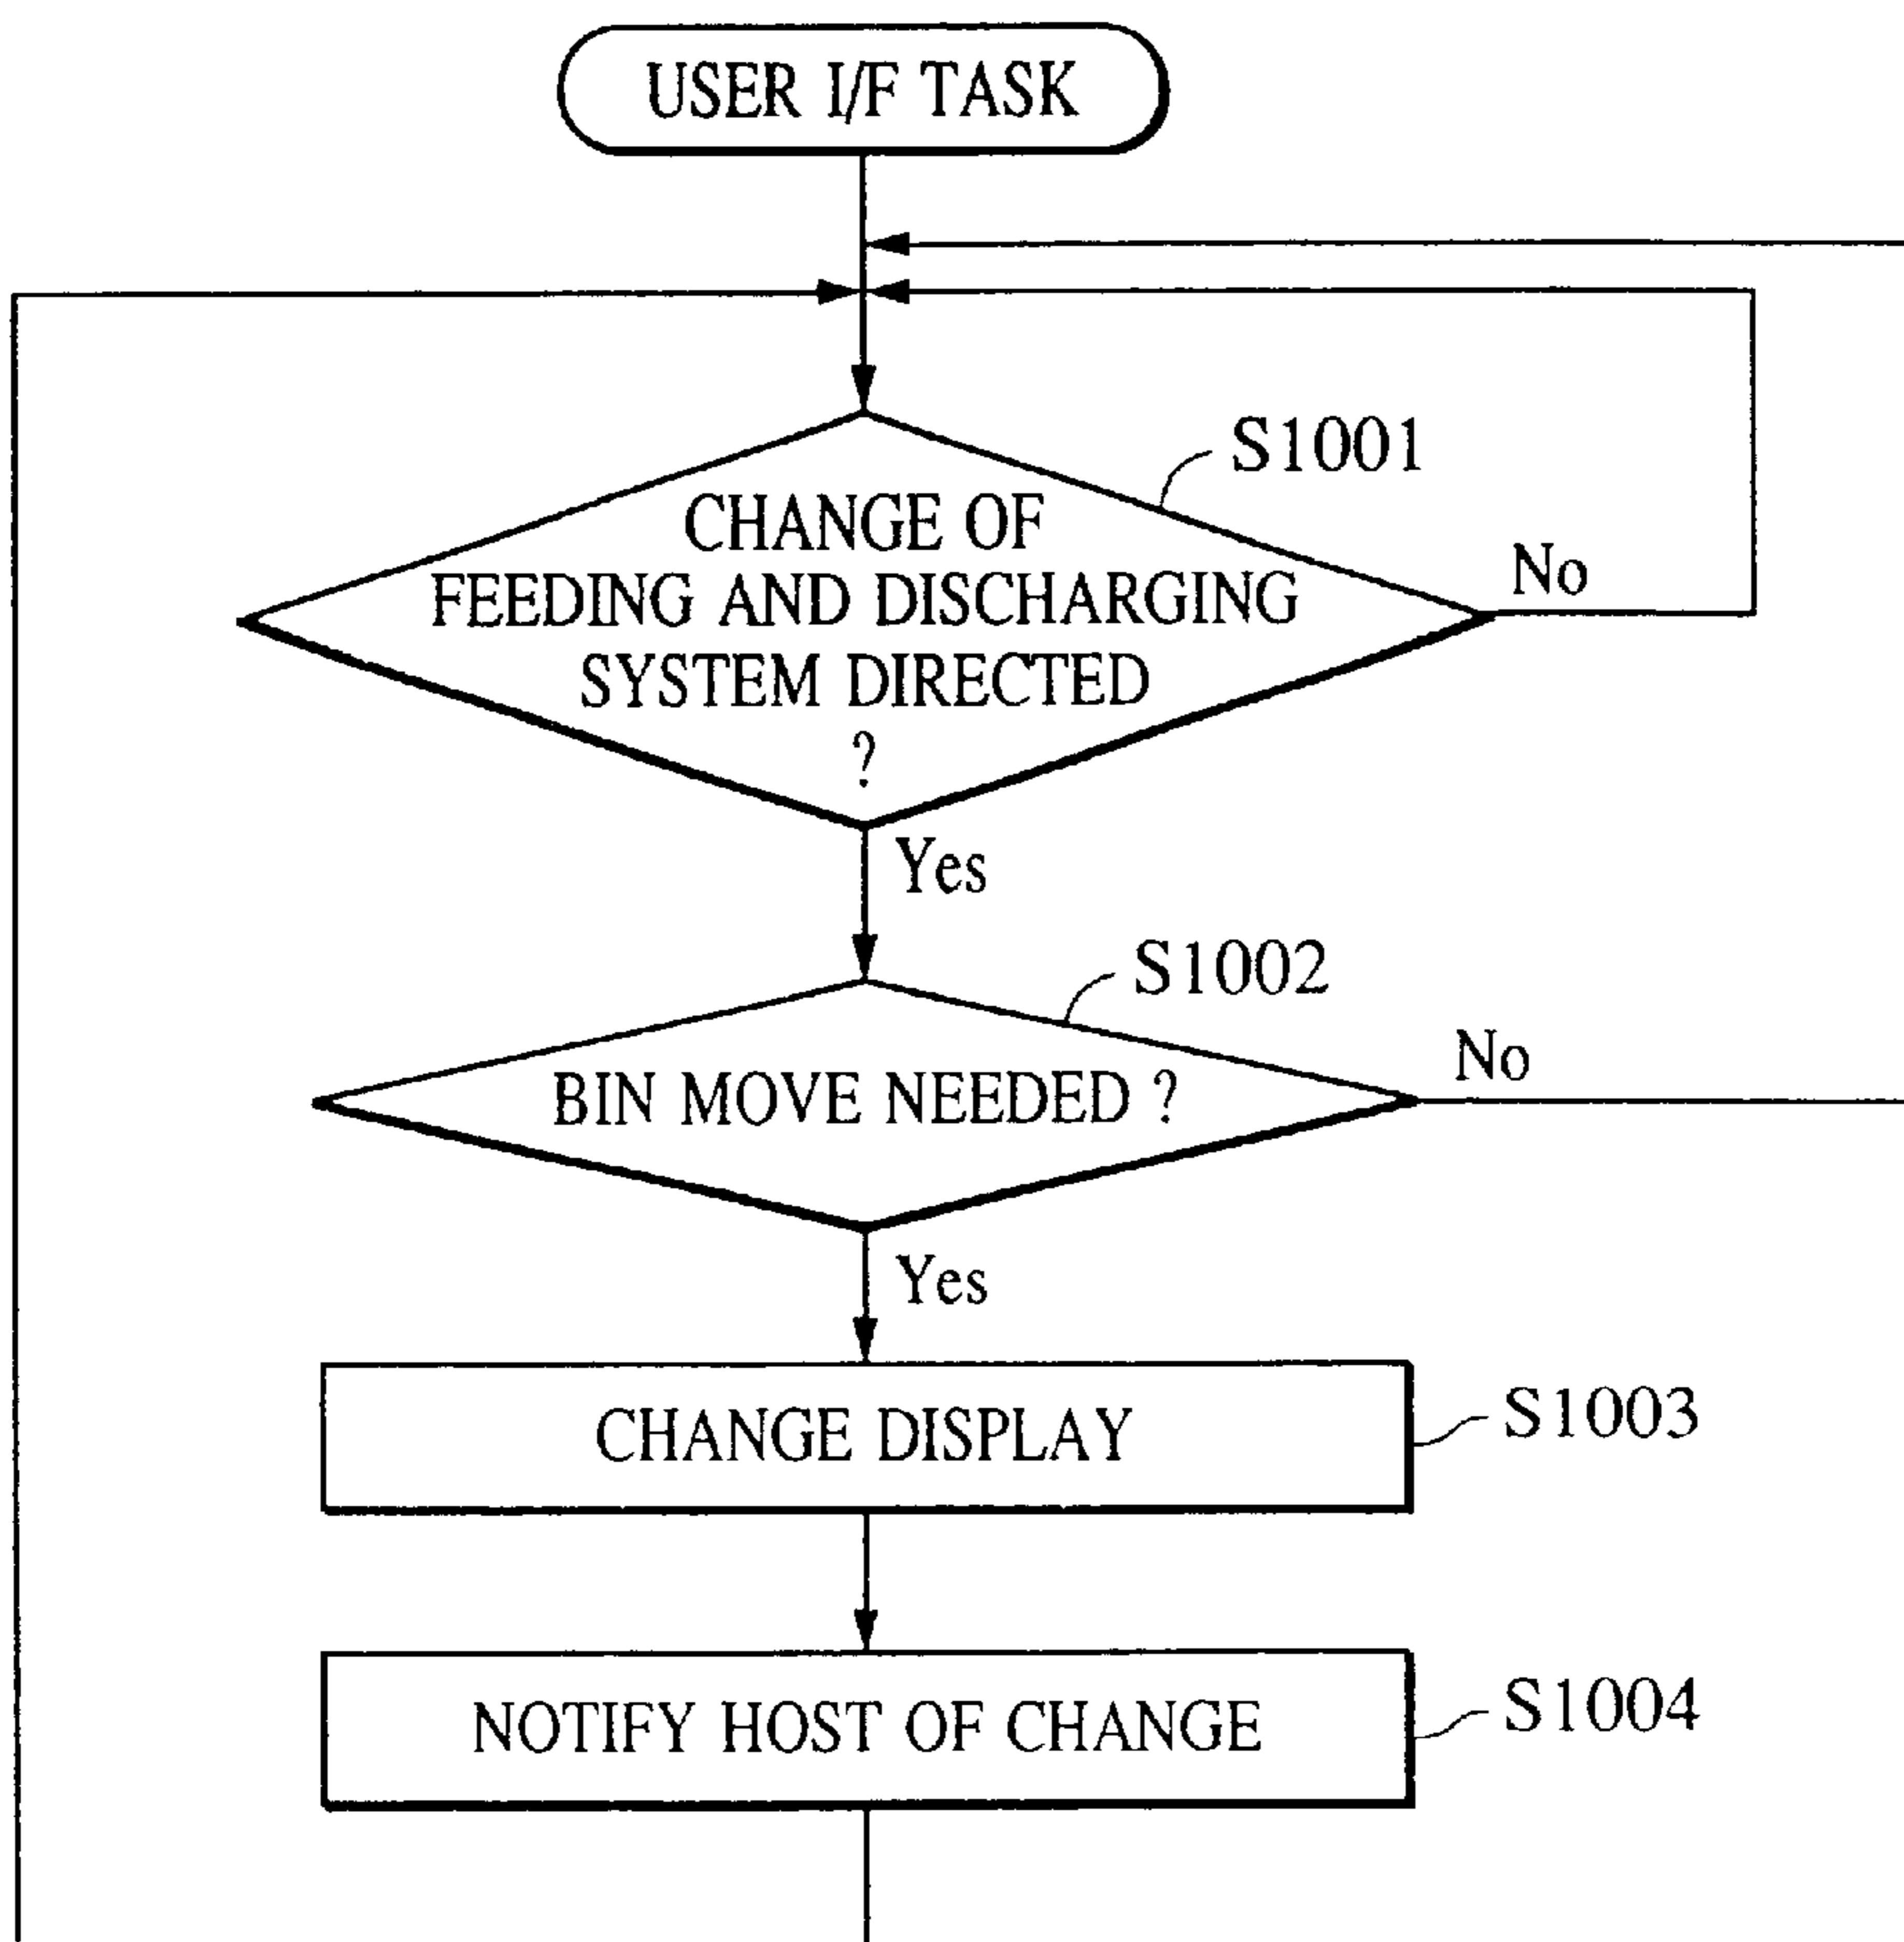 USER I/F TASK
S1001
CHANGE OF
FEEDING AND DISCHARGING
SYSTEM DIRECTED
?
No
Yes
S1002
BIN MOVE NEEDED ?
No
Yes
CHANGE DISPLAY
S1003
NOTIFY HOST OF CHANGE
S1004